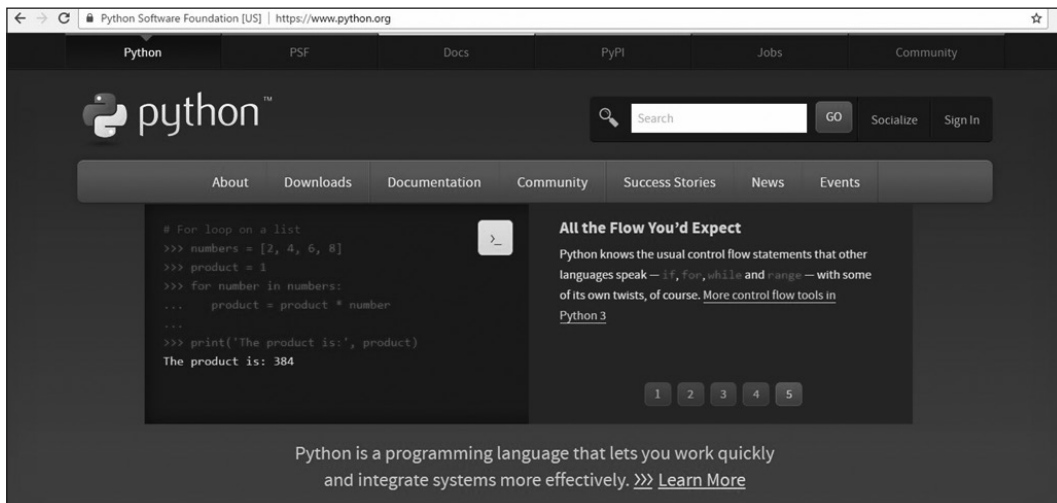 Python Software Foundation [US] | https://www.python.org
Python PSF Docs PyPI Jobs Community
python™
Search GO Socialize Sign In
About Downloads Documentation Community Success Stories News Events
# For loop on a list
>>> numbers = [2, 4, 6, 8]
>>> product = 1
>>> for number in numbers:
...     product = product * number
...
>>> print('The product is:', product)
The product is: 384
>_
All the Flow You'd Expect
Python knows the usual control flow statements that other
languages speak — if, for, while and range — with some
of its own twists, of course. More control flow tools in
Python 3
1 2 3 4 5
Python is a programming language that lets you work quickly
and integrate systems more effectively. >>> Learn More